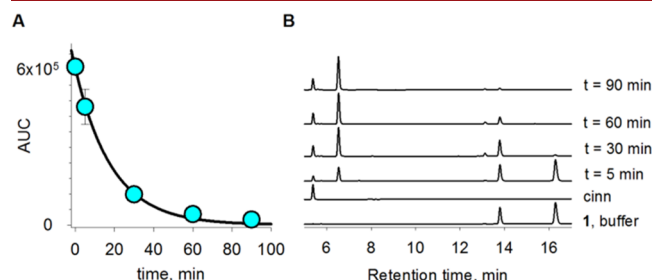 A
B
6x10⁵
0
AUC
0 20 40 60 80 100
time, min
t = 90 min
t = 60 min
t = 30 min
t = 5 min
cinn
1, buffer
6 8 10 12 14 16
Retention time, min